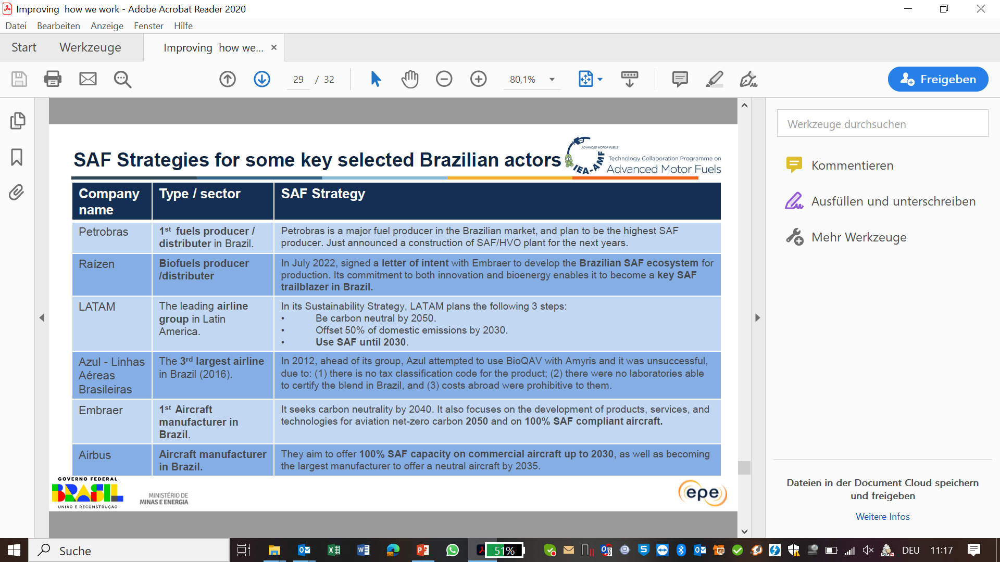 Improving  how we work - Adobe Acrobat Reader 2020
Datei Bearbeiten Anzeige Fenster Hilfe
Start Werkzeuge Improving  how we... ×
29 / 32 80,1% Freigeben
Werkzeuge durchsuchen
Kommentieren
Ausfüllen und unterschreiben
Mehr Werkzeuge
Dateien in der Document Cloud speichern
und freigeben
Weitere Infos
SAF Strategies for some key selected Brazilian actors
ADVANCED MOTOR FUELS
IEA-AMF
Technology Collaboration Programme on
Advanced Motor Fuels
Company
name
Type / sector
SAF Strategy
Petrobras
1st fuels producer /
distributer in Brazil.
Petrobras is a major fuel producer in the Brazilian market, and plan to be the highest SAF
producer. Just announced a construction of SAF/HVO plant for the next years.
Raízen
Biofuels producer
/distributer
In July 2022, signed a letter of intent with Embraer to develop the Brazilian SAF ecosystem for
production. Its commitment to both innovation and bioenergy enables it to become a key SAF
trailblazer in Brazil.
LATAM
The leading airline
group in Latin
America.
In its Sustainability Strategy, LATAM plans the following 3 steps:
• Be carbon neutral by 2050.
• Offset 50% of domestic emissions by 2030.
• Use SAF until 2030.
Azul - Linhas
Aéreas
Brasileiras
The 3rd largest airline
in Brazil (2016).
In 2012, ahead of its group, Azul attempted to use BioQAV with Amyris and it was unsuccessful,
due to: (1) there is no tax classification code for the product; (2) there were no laboratories able
to certify the blend in Brazil, and (3) costs abroad were prohibitive to them.
Embraer
1st Aircraft
manufacturer in
Brazil.
It seeks carbon neutrality by 2040. It also focuses on the development of products, services, and
technologies for aviation net-zero carbon 2050 and on 100% SAF compliant aircraft.
Airbus
Aircraft manufacturer
in Brazil.
They aim to offer 100% SAF capacity on commercial aircraft up to 2030, as well as becoming
the largest manufacturer to offer a neutral aircraft by 2035.
GOVERNO FEDERAL
BRASIL
UNIÃO E RECONSTRUÇÃO
MINISTÉRIO DE
MINAS E ENERGIA
epe
Suche
51%
DEU 11:17